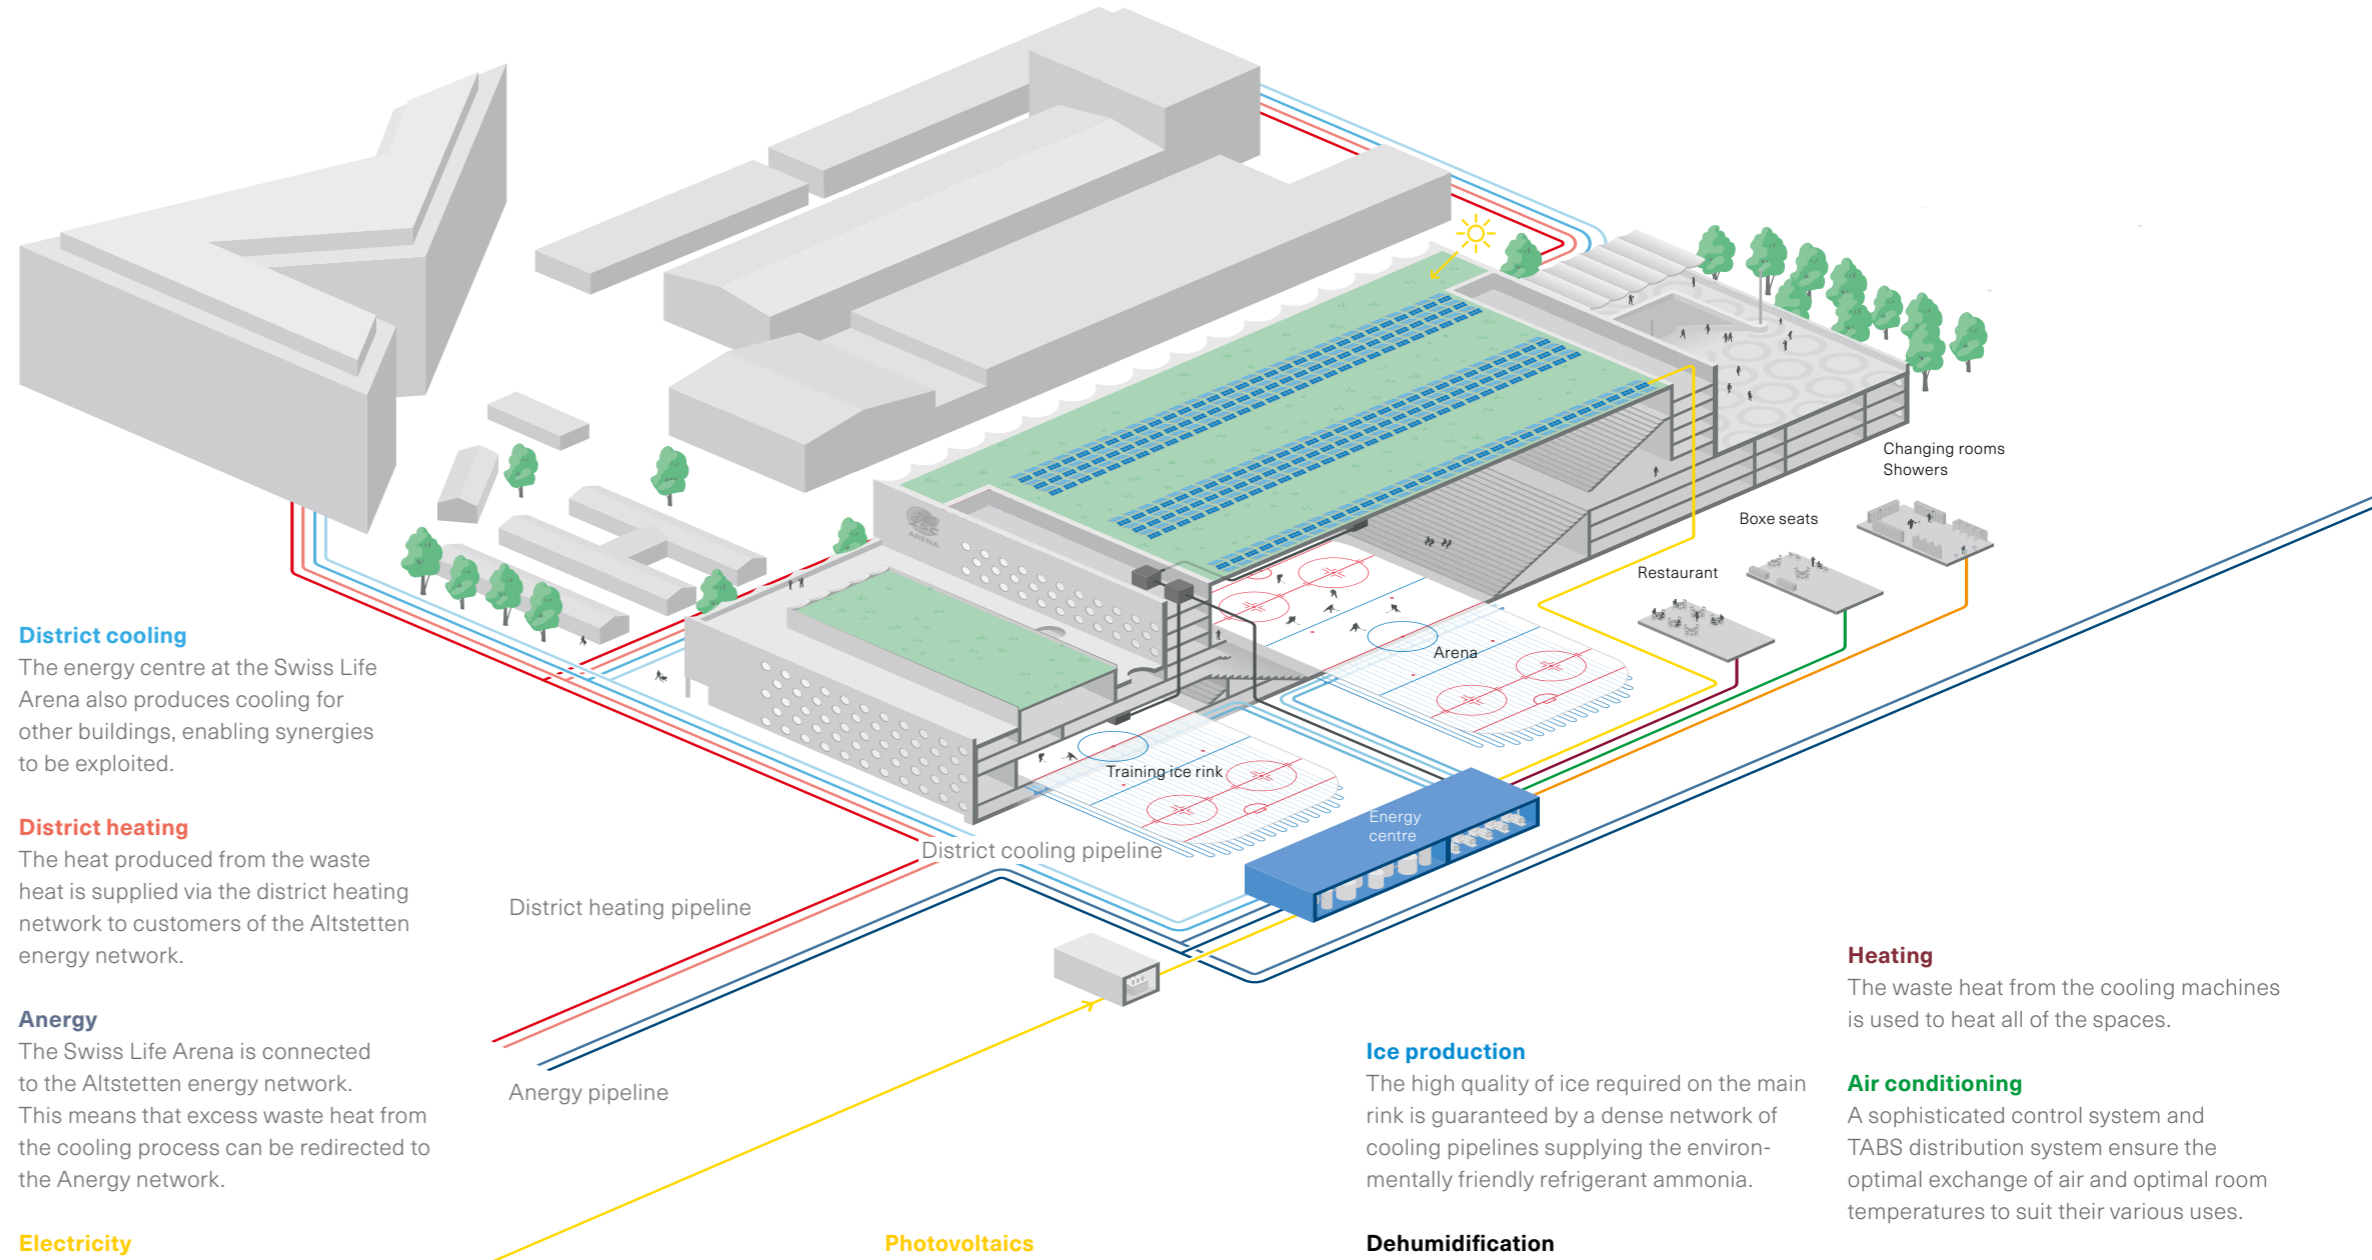 Changing rooms
Showers
Boxe seats
Restaurant
ZSC
ARENA
Arena
Training ice rink
Energy
centre
District cooling pipeline
District heating pipeline
Anergy pipeline
District cooling
The energy centre at the Swiss Life
Arena also produces cooling for
other buildings, enabling synergies
to be exploited.
District heating
The heat produced from the waste
heat is supplied via the district heating
network to customers of the Altstetten
energy network.
Anergy
The Swiss Life Arena is connected
to the Altstetten energy network.
This means that excess waste heat from
the cooling process can be redirected to
the Anergy network.
Electricity
Photovoltaics
Ice production
The high quality of ice required on the main
rink is guaranteed by a dense network of
cooling pipelines supplying the environ-
mentally friendly refrigerant ammonia.
Dehumidification
Heating
The waste heat from the cooling machines
is used to heat all of the spaces.
Air conditioning
A sophisticated control system and
TABS distribution system ensure the
optimal exchange of air and optimal room
temperatures to suit their various uses.